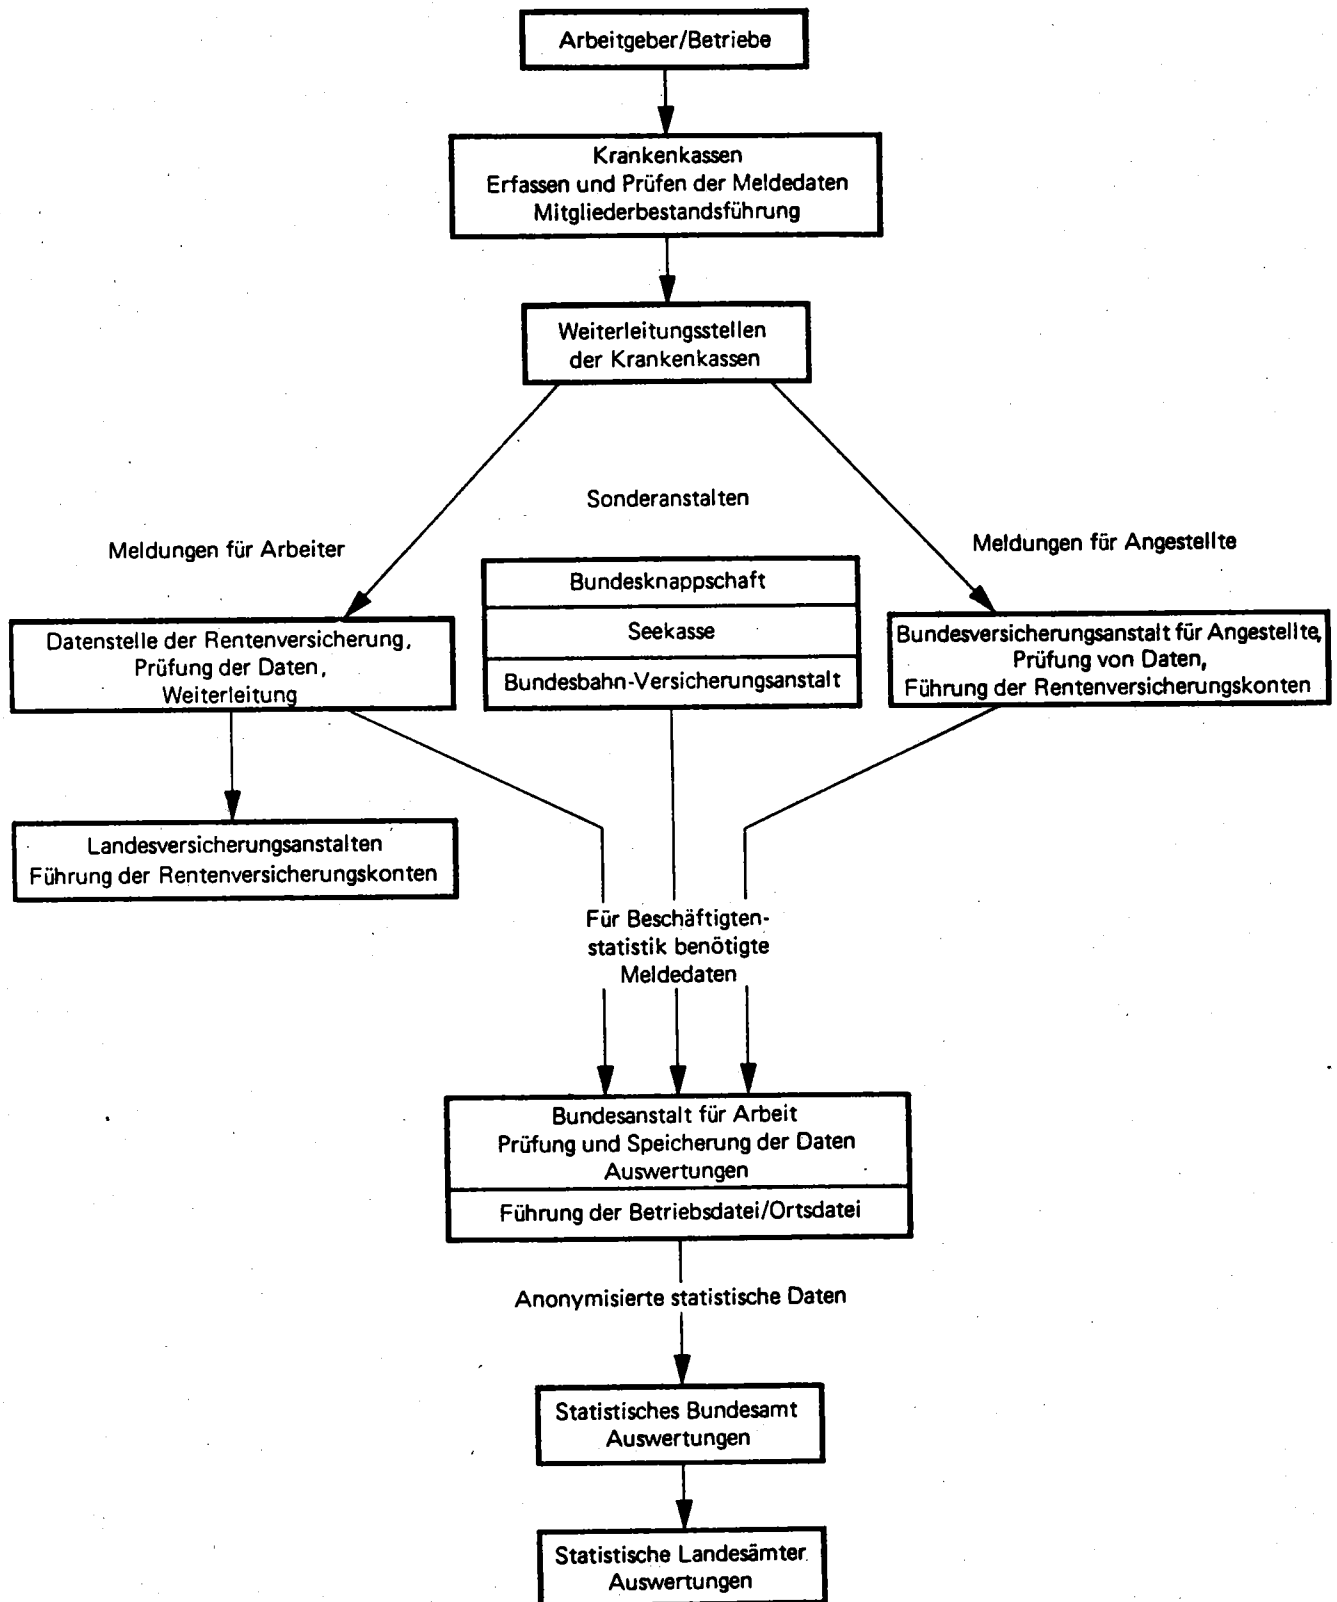 Arbeitgeber/Betriebe
Krankenkassen
Erfassen und Prüfen der Meldedaten
Mitgliederbestandsführung
Weiterleitungsstellen
der Krankenkassen
Sonderanstalten
Meldungen für Arbeiter
Meldungen für Angestellte
Datenstelle der Rentenversicherung,
Prüfung der Daten,
Weiterleitung
Bundesknappschaft
Seekasse
Bundesbahn-Versicherungsanstalt
Bundesversicherungsanstalt für Angestellte,
Prüfung von Daten,
Führung der Rentenversicherungskonten
Landesversicherungsanstalten
Führung der Rentenversicherungskonten
Für Beschäftigten-
statistik benötigte
Meldedaten
Bundesanstalt für Arbeit
Prüfung und Speicherung der Daten
Auswertungen
Führung der Betriebsdatei/Ortsdatei
Anonymisierte statistische Daten
Statistisches Bundesamt
Auswertungen
Statistische Landesämter
Auswertungen